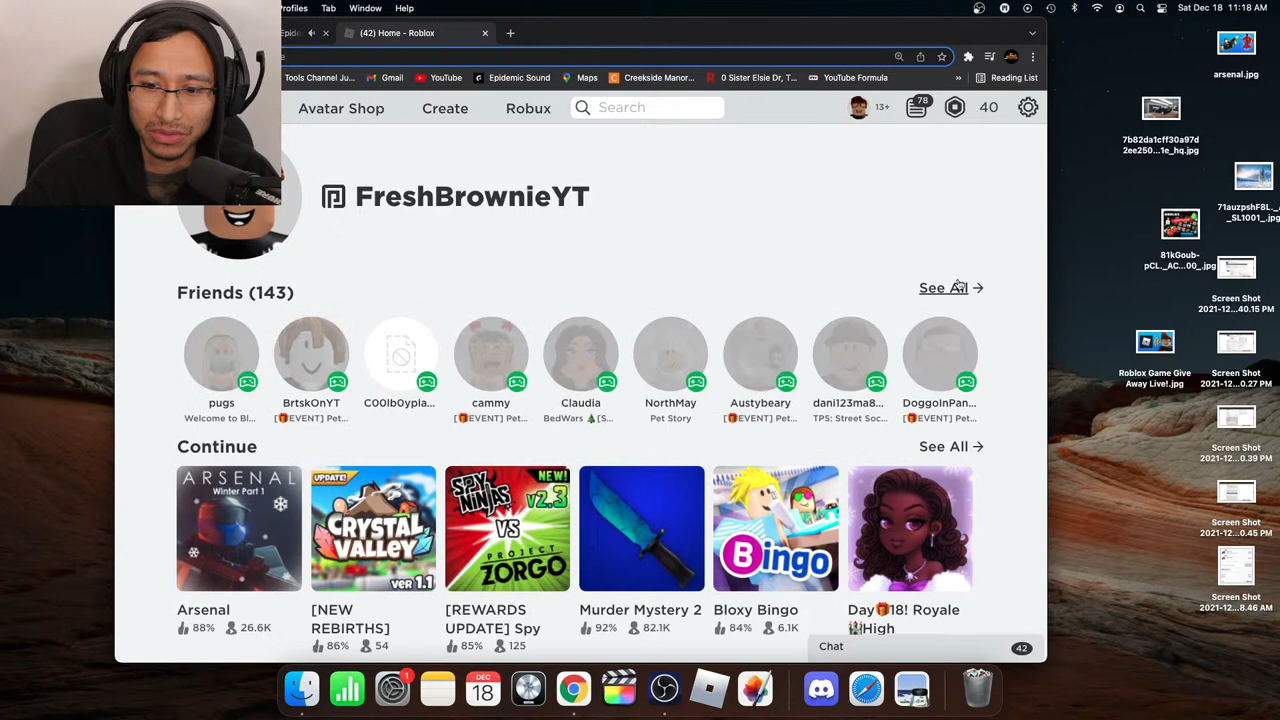 Profiles Tab Window Help
Sat Dec 18 11:18 AM
Epide
(42) Home - Roblox
Tools Channel Ju... Gmail YouTube Epidemic Sound Maps Creekside Manor... 0 Sister Elsie Dr, T... YouTube Formula » Reading List
Avatar Shop Create Robux Search 13+ 78 40
FreshBrownieYT
Friends (143)
See All
pugs BrtskOnYT C00lb0ypla... cammy Claudia NorthMay Austybeary dani123ma8... DoggoInPan...
Welcome to Bl... [🎁EVENT] Pet... [🎁EVENT] Pet... BedWars 🎄[S... Pet Story [🎁EVENT] Pet... TPS: Street Soc... [🎁EVENT] Pet...
Continue
See All
ARSENAL
Winter Part 1
UPDATE!
CRYSTAL
VALLEY
ver 1.1
NEW!
SPY
NINJAS
v2.3
VS
PROJECT
ZORGO
Bingo
Arsenal
88% 26.6K
[NEW
REBIRTHS]
86% 54
[REWARDS
UPDATE] Spy
85% 125
Murder Mystery 2
92% 82.1K
Bloxy Bingo
84% 6.1K
Day🎁18! Royale
🏰High
Chat 42
arsenal.jpg
7b82da1cff30a97d
2ee250...1e_hq.jpg
71auzpshF8L._
_SL1001_.jpg
81kGoub-
pCL._AC...00_.jpg
Screen Shot
2021-12...40.15 PM
Roblox Game Give
Away Live!.jpg
Screen Shot
2021-12...0.27 PM
Screen Shot
2021-12...0.39 PM
Screen Shot
2021-12...0.45 PM
Screen Shot
2021-12...8.46 AM
1
DEC
18